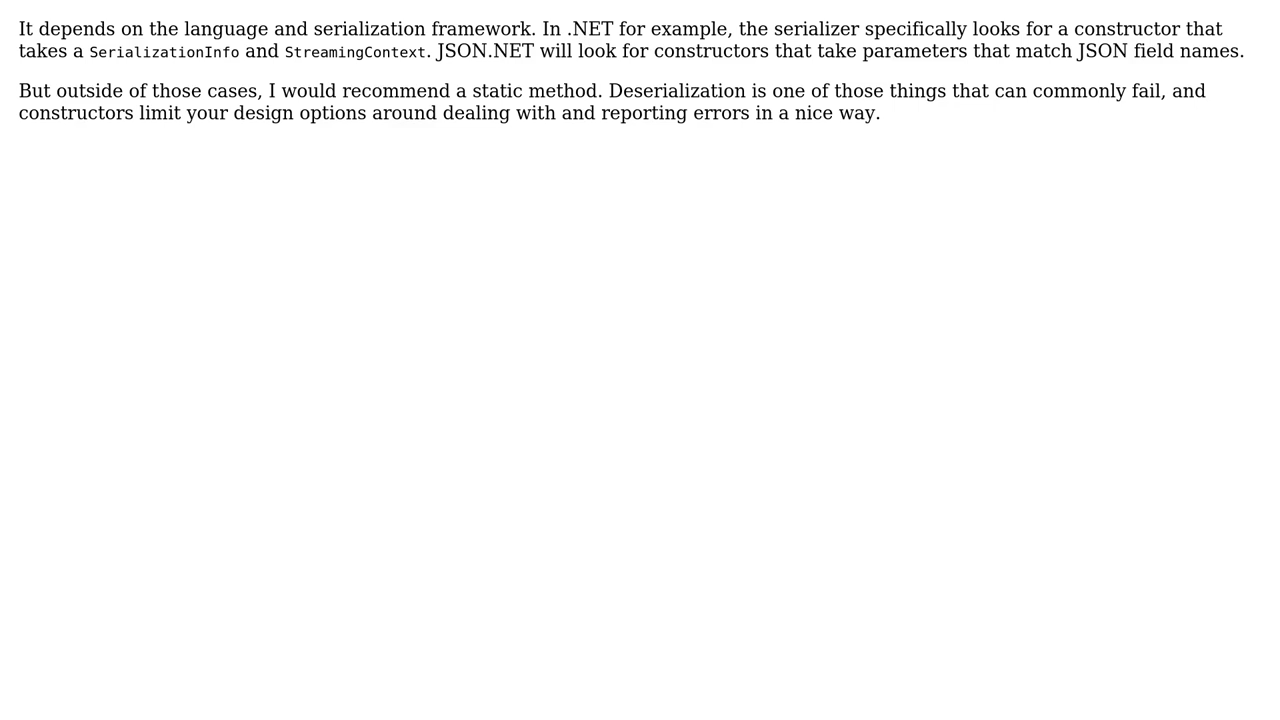 It depends on the language and serialization framework. In .NET for example, the serializer specifically looks for a constructor that
takes a SerializationInfo and StreamingContext. JSON.NET will look for constructors that take parameters that match JSON field names.
But outside of those cases, I would recommend a static method. Deserialization is one of those things that can commonly fail, and
constructors limit your design options around dealing with and reporting errors in a nice way.